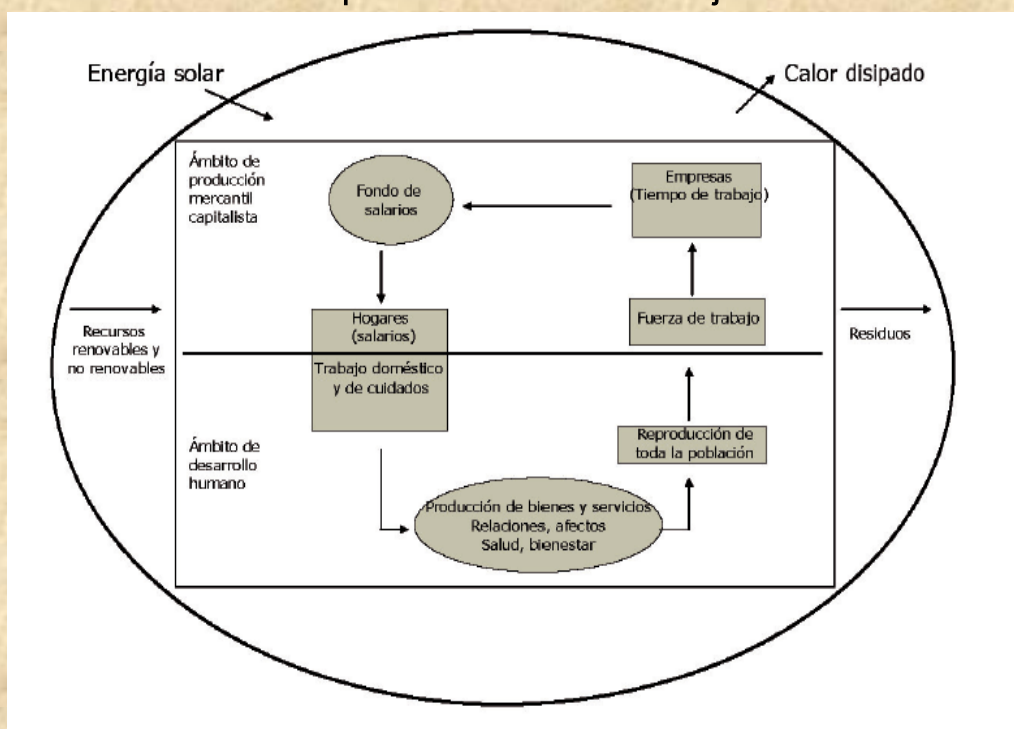 Energía solar
Calor disipado
Ámbito de
producción
mercantil
capitalista
Fondo de
salarios
Empresas
(Tiempo de trabajo)
Recursos
renovables y
no renovables
Hogares
(salarios)
Fuerza de trabajo
Residuos
Trabajo doméstico
y de cuidados
Ámbito de
desarrollo
humano
Reproducción de
toda la población
Producción de bienes y servicios
Relaciones, afectos
Salud, bienestar